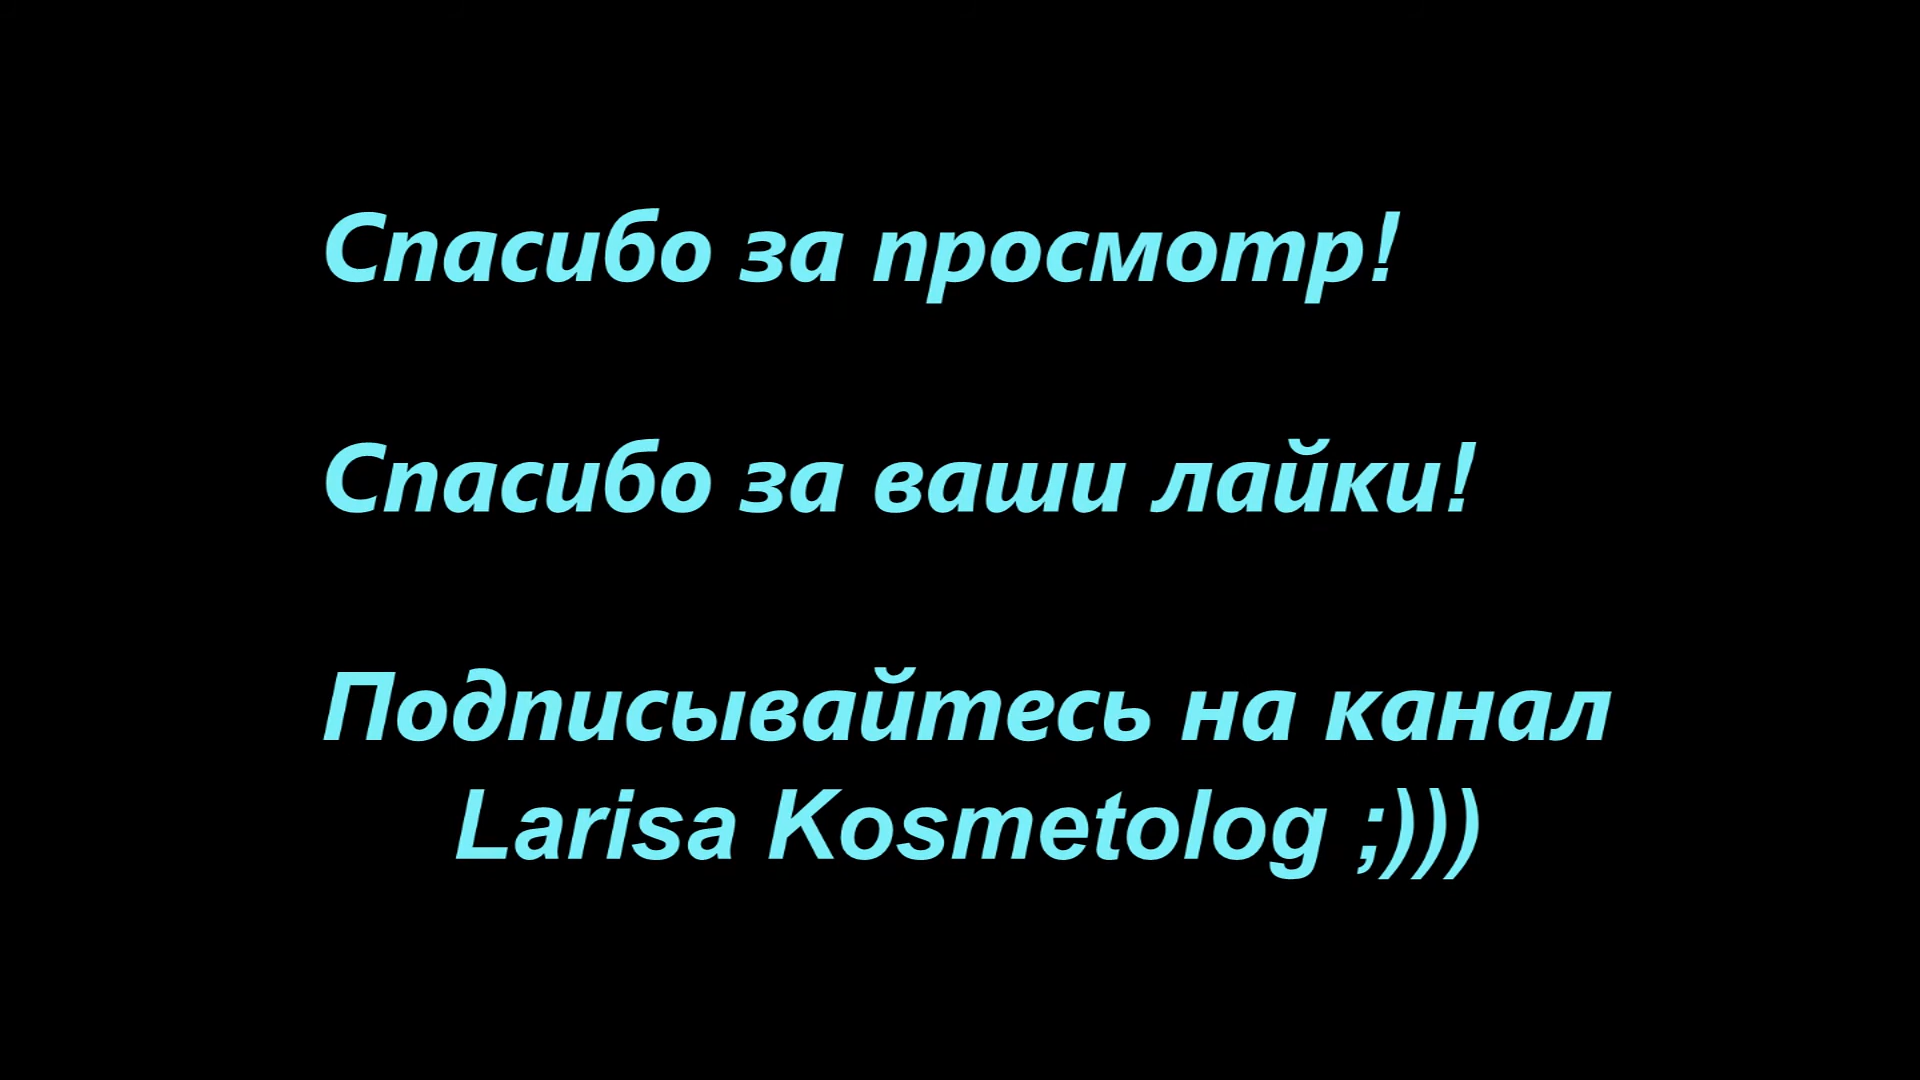 Спасибо за просмотр!
Спасибо за ваши лайки!
Подписывайтесь на канал
Larisa Kosmetolog ;)))